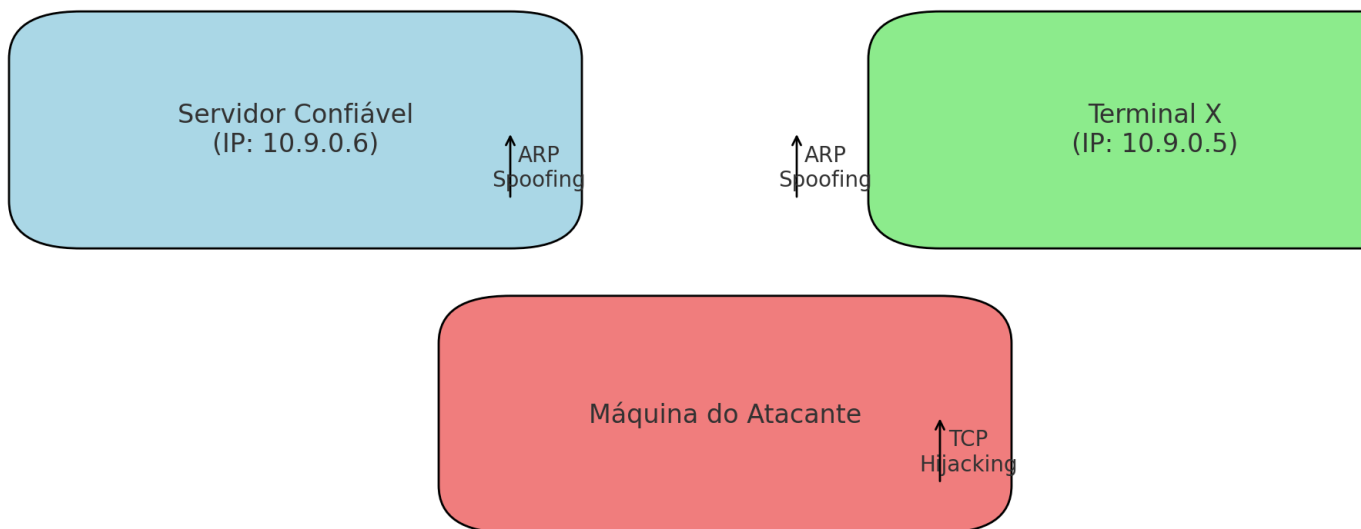 Servidor Confiável
(IP: 10.9.0.6)
ARP
Spoofing
ARP
Spoofing
Terminal X
(IP: 10.9.0.5)
Máquina do Atacante
TCP
Hijacking